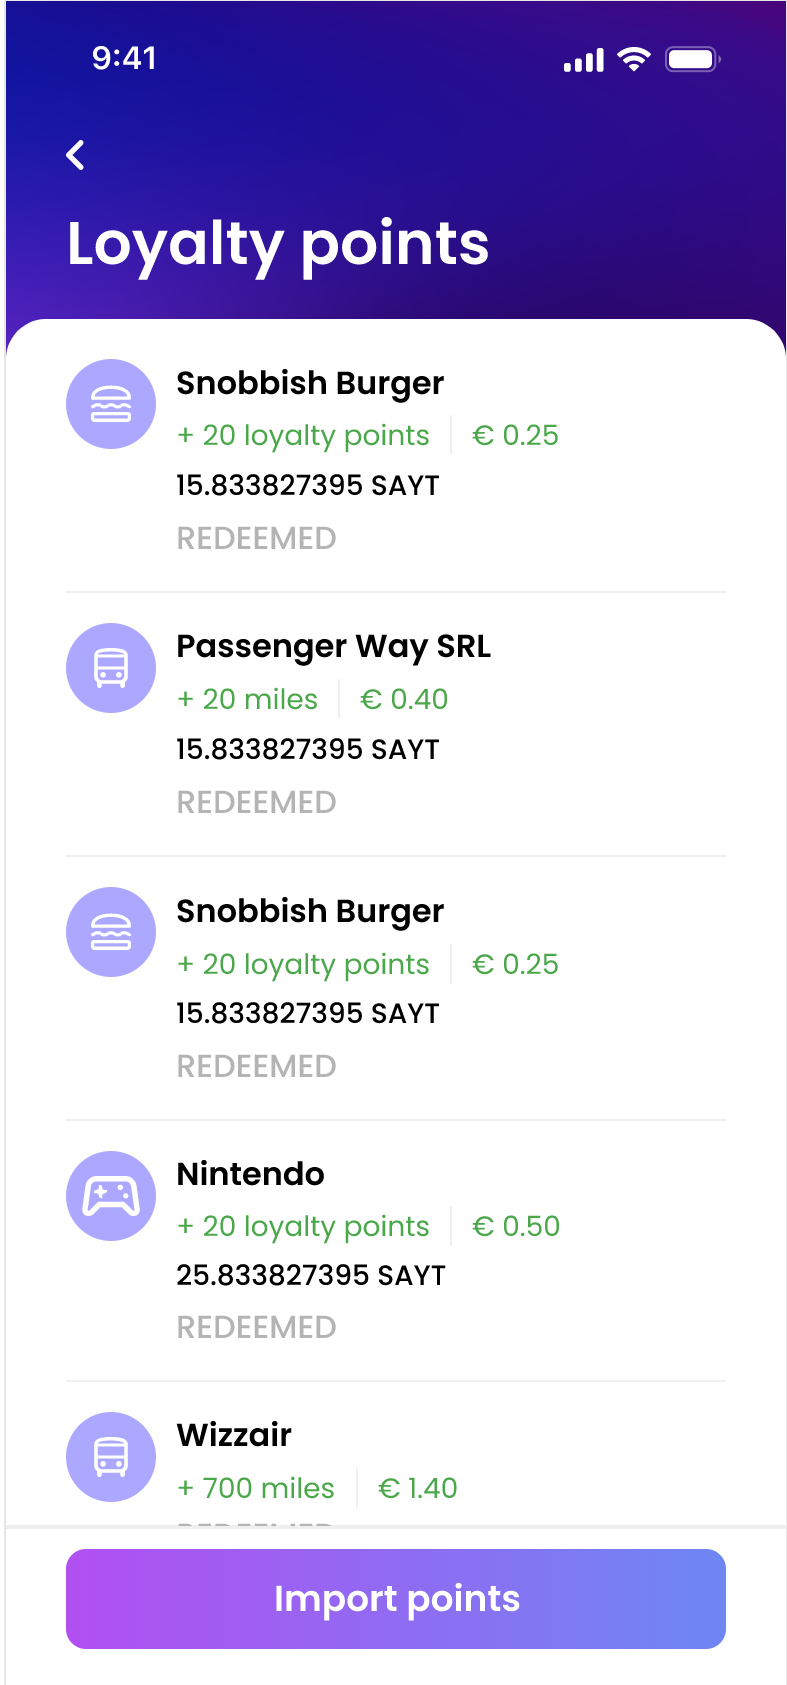 9:41
Loyalty points
Snobbish Burger
+ 20 loyalty points € 0.25
15.833827395 SAYT
REDEEMED
Passenger Way SRL
+ 20 miles € 0.40
15.833827395 SAYT
REDEEMED
Snobbish Burger
+ 20 loyalty points € 0.25
15.833827395 SAYT
REDEEMED
Nintendo
+ 20 loyalty points € 0.50
25.833827395 SAYT
REDEEMED
Wizzair
+ 700 miles € 1.40
Import points